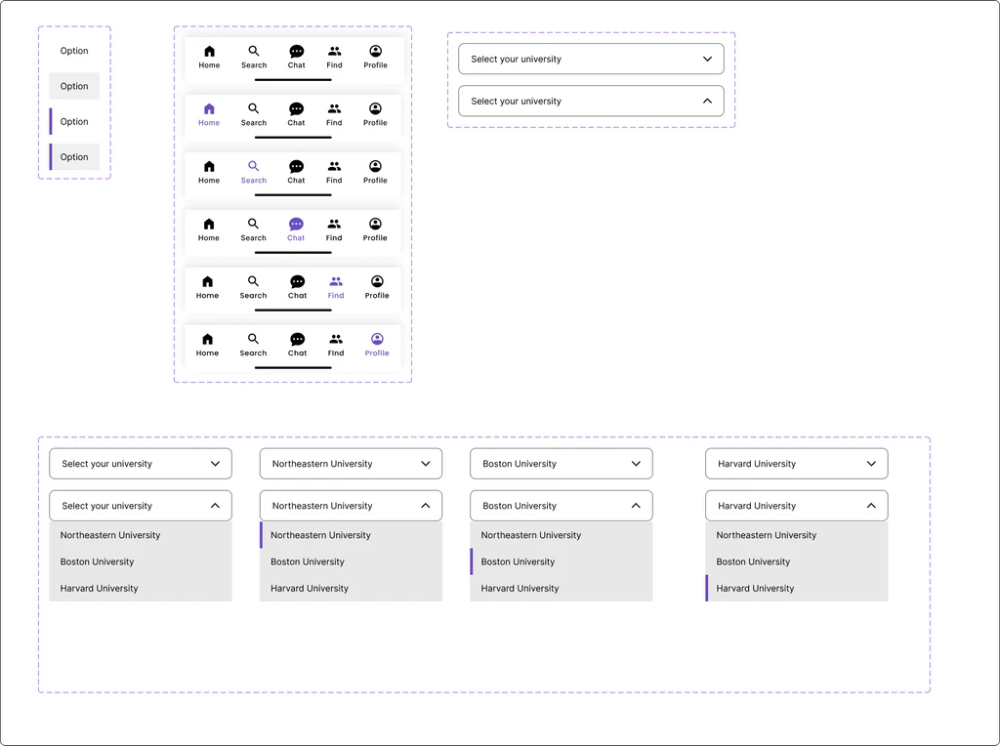 Option
Option
Option
Option
Home Search Chat Find Profile
Home Search Chat Find Profile
Home Search Chat Find Profile
Home Search Chat Find Profile
Home Search Chat Find Profile
Home Search Chat FInd Profile
Select your university
Select your university
Select your university
Select your university
Northeastern University
Boston University
Harvard University
Northeastern University
Northeastern University
Northeastern University
Boston University
Harvard University
Boston University
Boston University
Northeastern University
Boston University
Harvard University
Harvard University
Harvard University
Northeastern University
Boston University
Harvard University